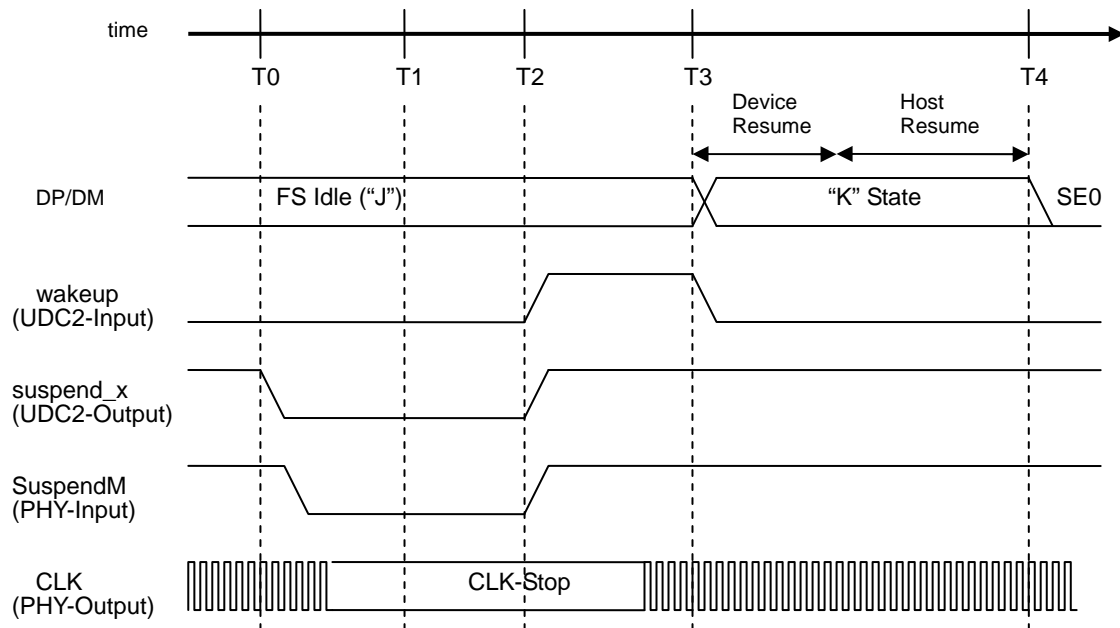 time
T0 T1 T2 T3 T4
Device Host
Resume Resume
DP/DM FS Idle (“J”) “K” State SE0
wakeup
(UDC2-Input)
suspend_x
(UDC2-Output)
SuspendM
(PHY-Input)
CLK CLK-Stop
(PHY-Output)